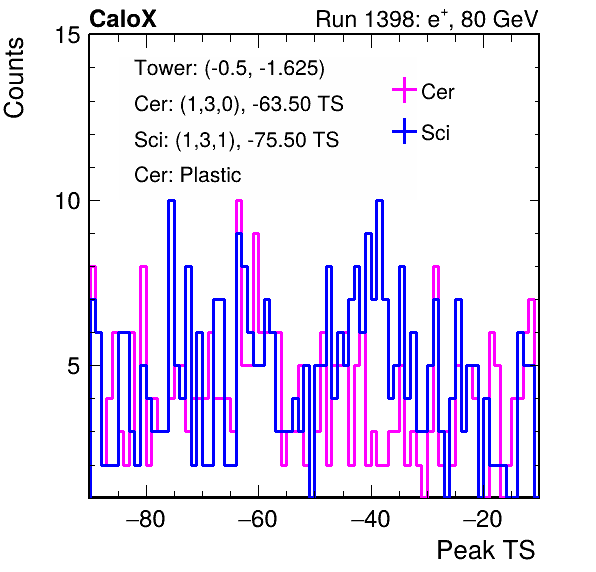 CaloX Run 1398: e⁺, 80 GeV
Counts
15
10
5
Tower: (-0.5, -1.625)
Cer: (1,3,0), -63.50 TS
Sci: (1,3,1), -75.50 TS
Cer: Plastic
Cer
Sci
−80 −60 −40 −20
Peak TS